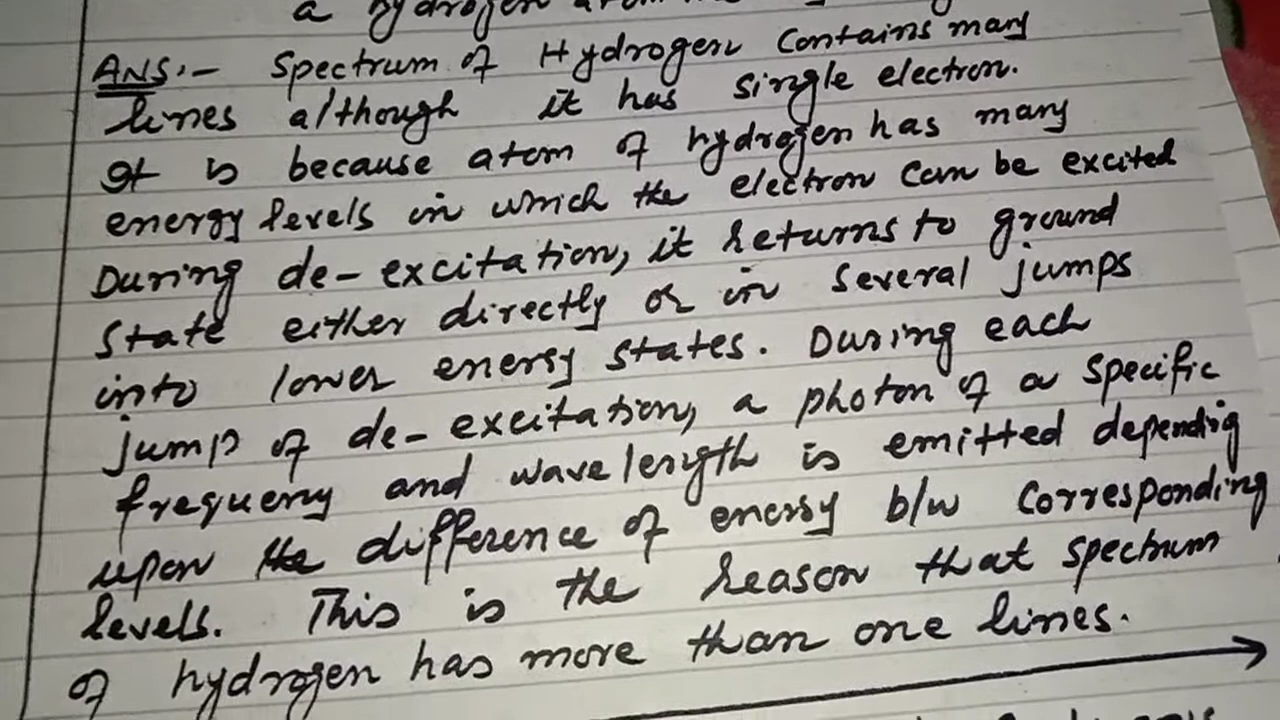 a hydrogen atom
ANS:- Spectrum of Hydrogen contains many
lines although it has single electron.
It is because atom of hydrogen has many
energy levels in which the electron can be excited
During de-excitation, it returns to ground
state either directly or in several jumps
into lower energy states. During each
jump of de-excitation, a photon of a specific
frequency and wavelength is emitted depending
upon the difference of energy b/w corresponding
levels. This is the reason that spectrum
of hydrogen has more than one lines.